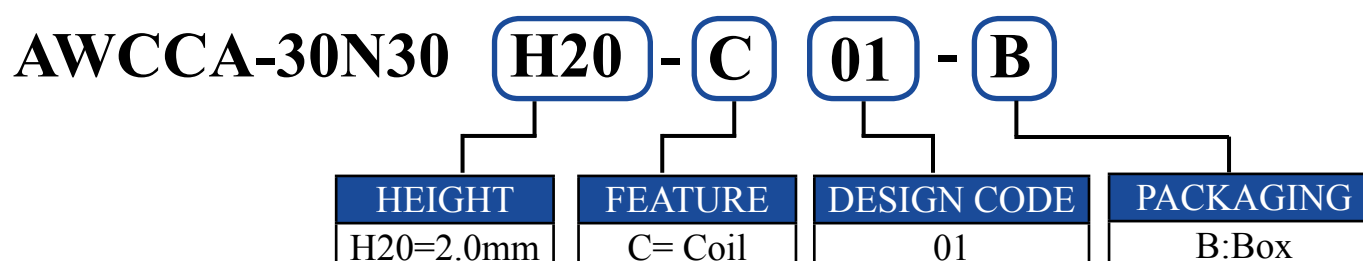 AWCCA-30N30 H20 - C 01 - B
HEIGHT FEATURE DESIGN CODE PACKAGING
H20=2.0mm C= Coil 01 B:Box